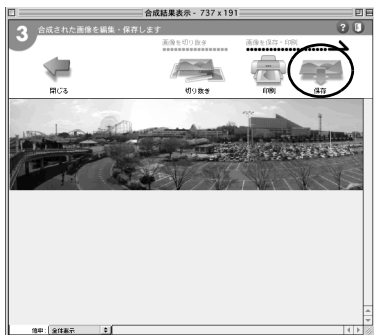 合成結果表示 - 737 x 191
3 合成された画像を編集・保存します
?
画像を切り抜き
画像を保存・印刷
閉じる
切り抜き
印刷
保存
倍率: 全体表示